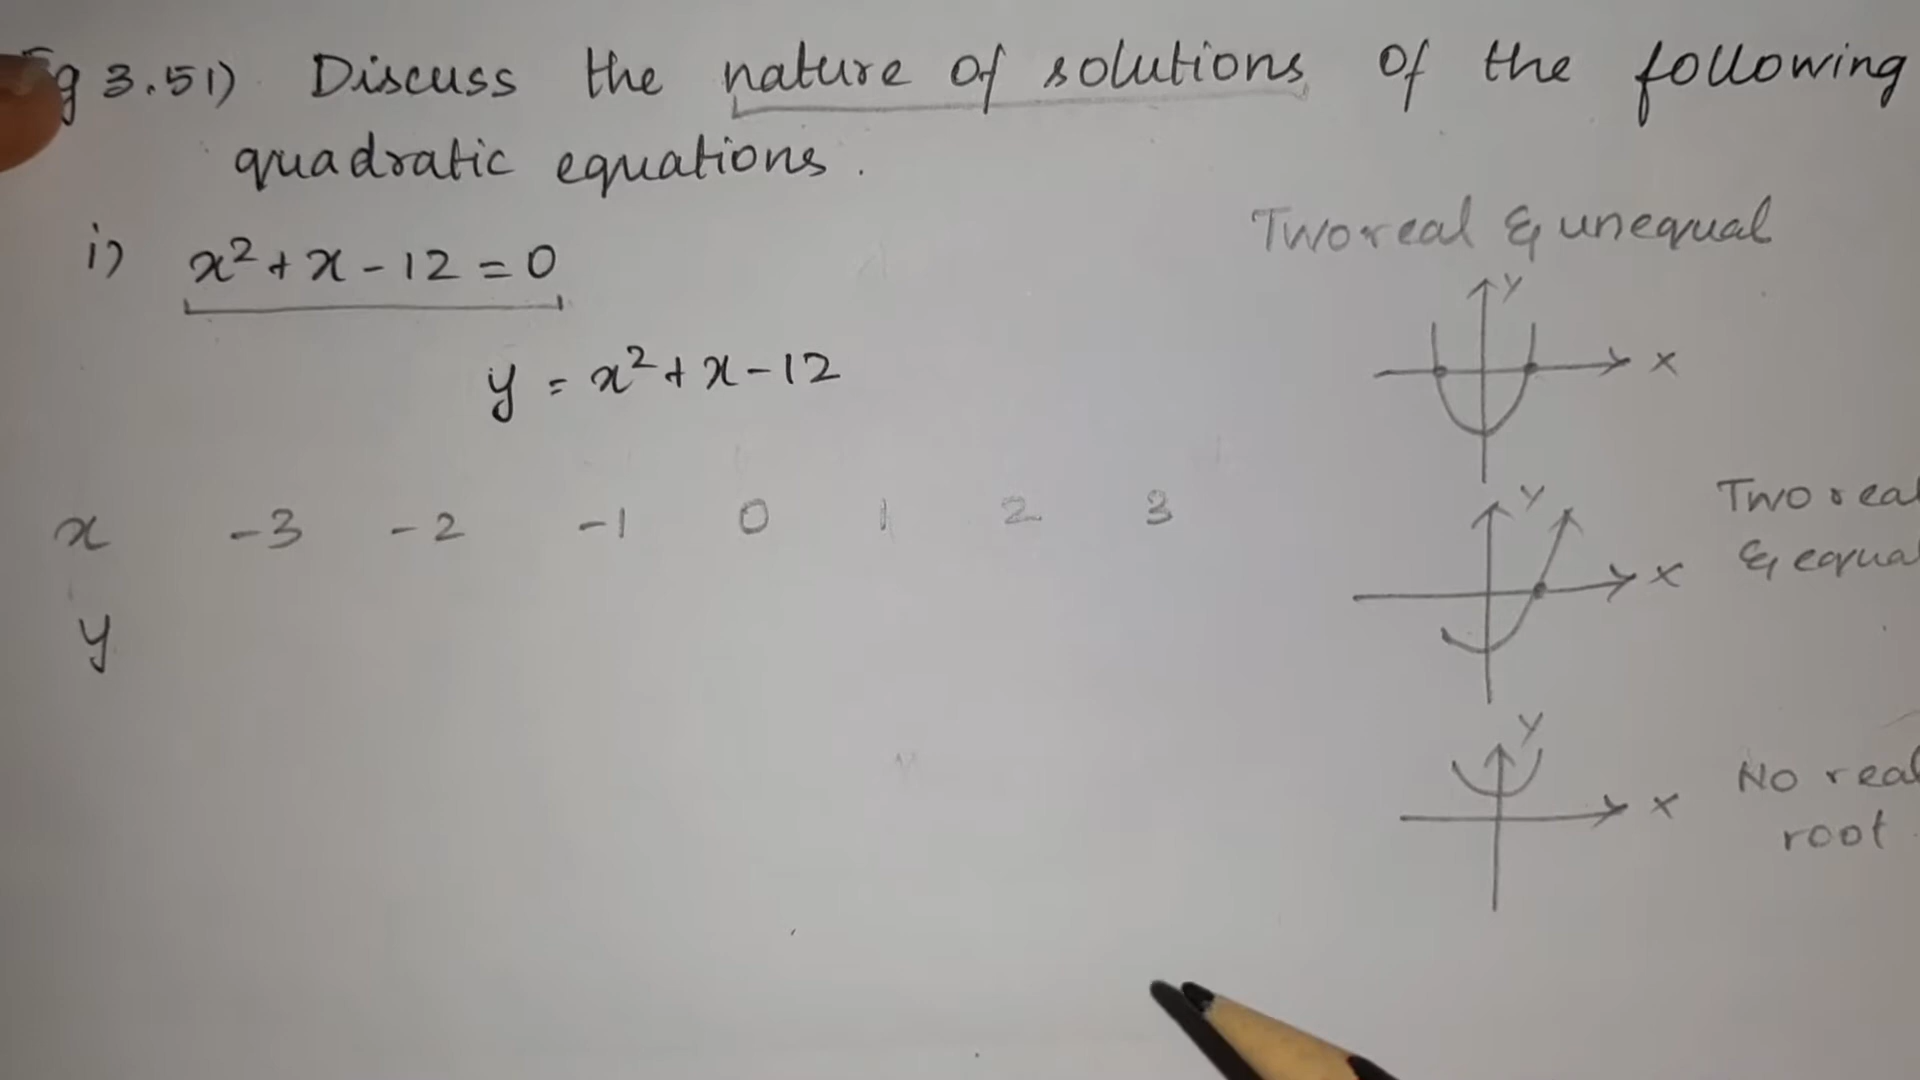 Eg 3.51) Discuss the nature of solutions of the following
quadratic equations.
i) x²+x-12=0
y = x²+x-12
x -3 -2 -1 0 1 2 3
y
Two real & unequal
y
x
y
x
Two real
& equal
y
x
No real
root